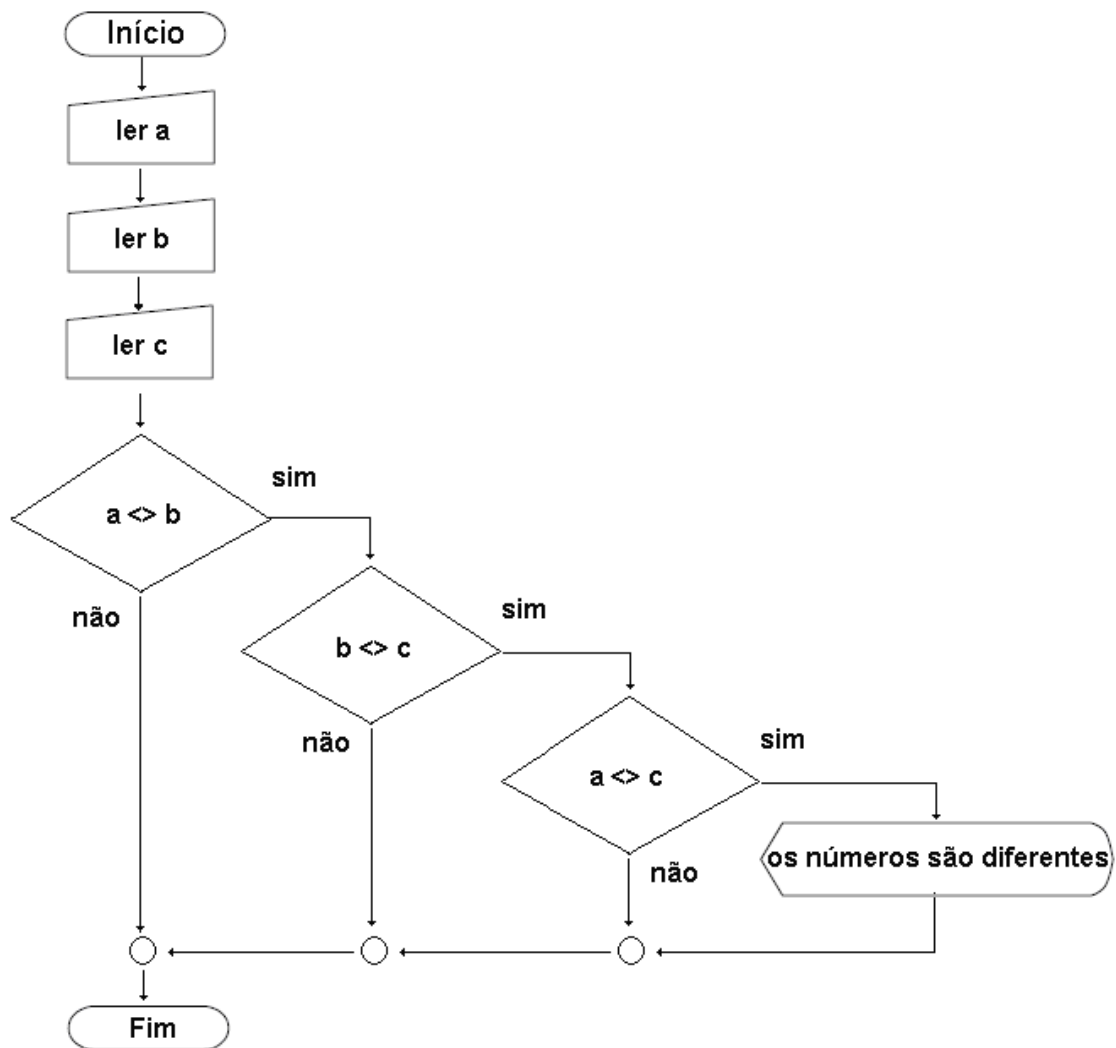 Início
ler a
ler b
ler c
a <> b
sim
não
b <> c
sim
não
a <> c
sim
não
os números são diferentes
Fim